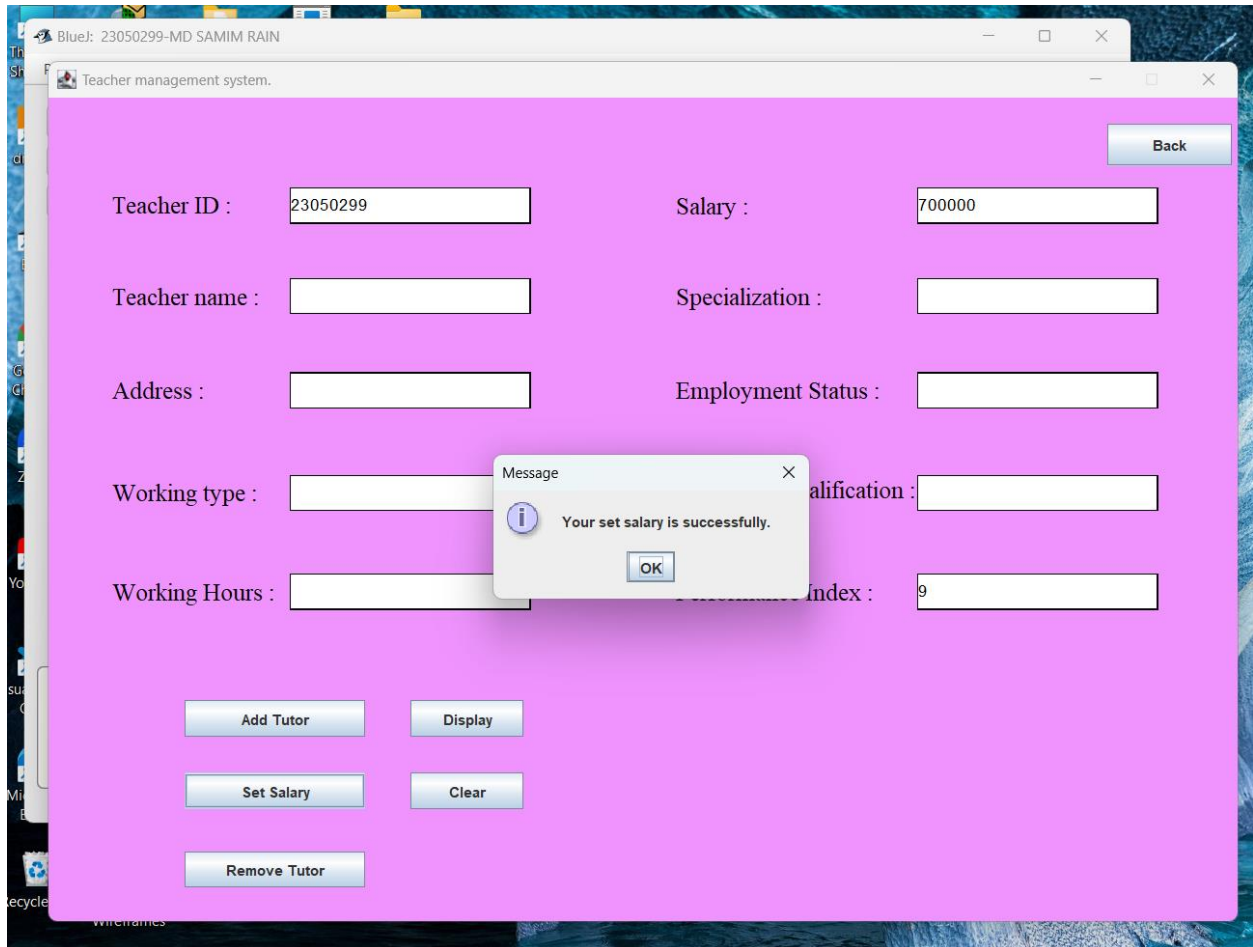 BlueJ: 23050299-MD SAMIM RAIN
Teacher management system.
Back
Teacher ID : 23050299 Salary : 700000
Teacher name : Specialization :
Address : Employment Status :
Message
Working type : alification :
Your set salary is successfully.
OK
Working Hours : Index : 9
Add Tutor Display
Set Salary Clear
Remove Tutor